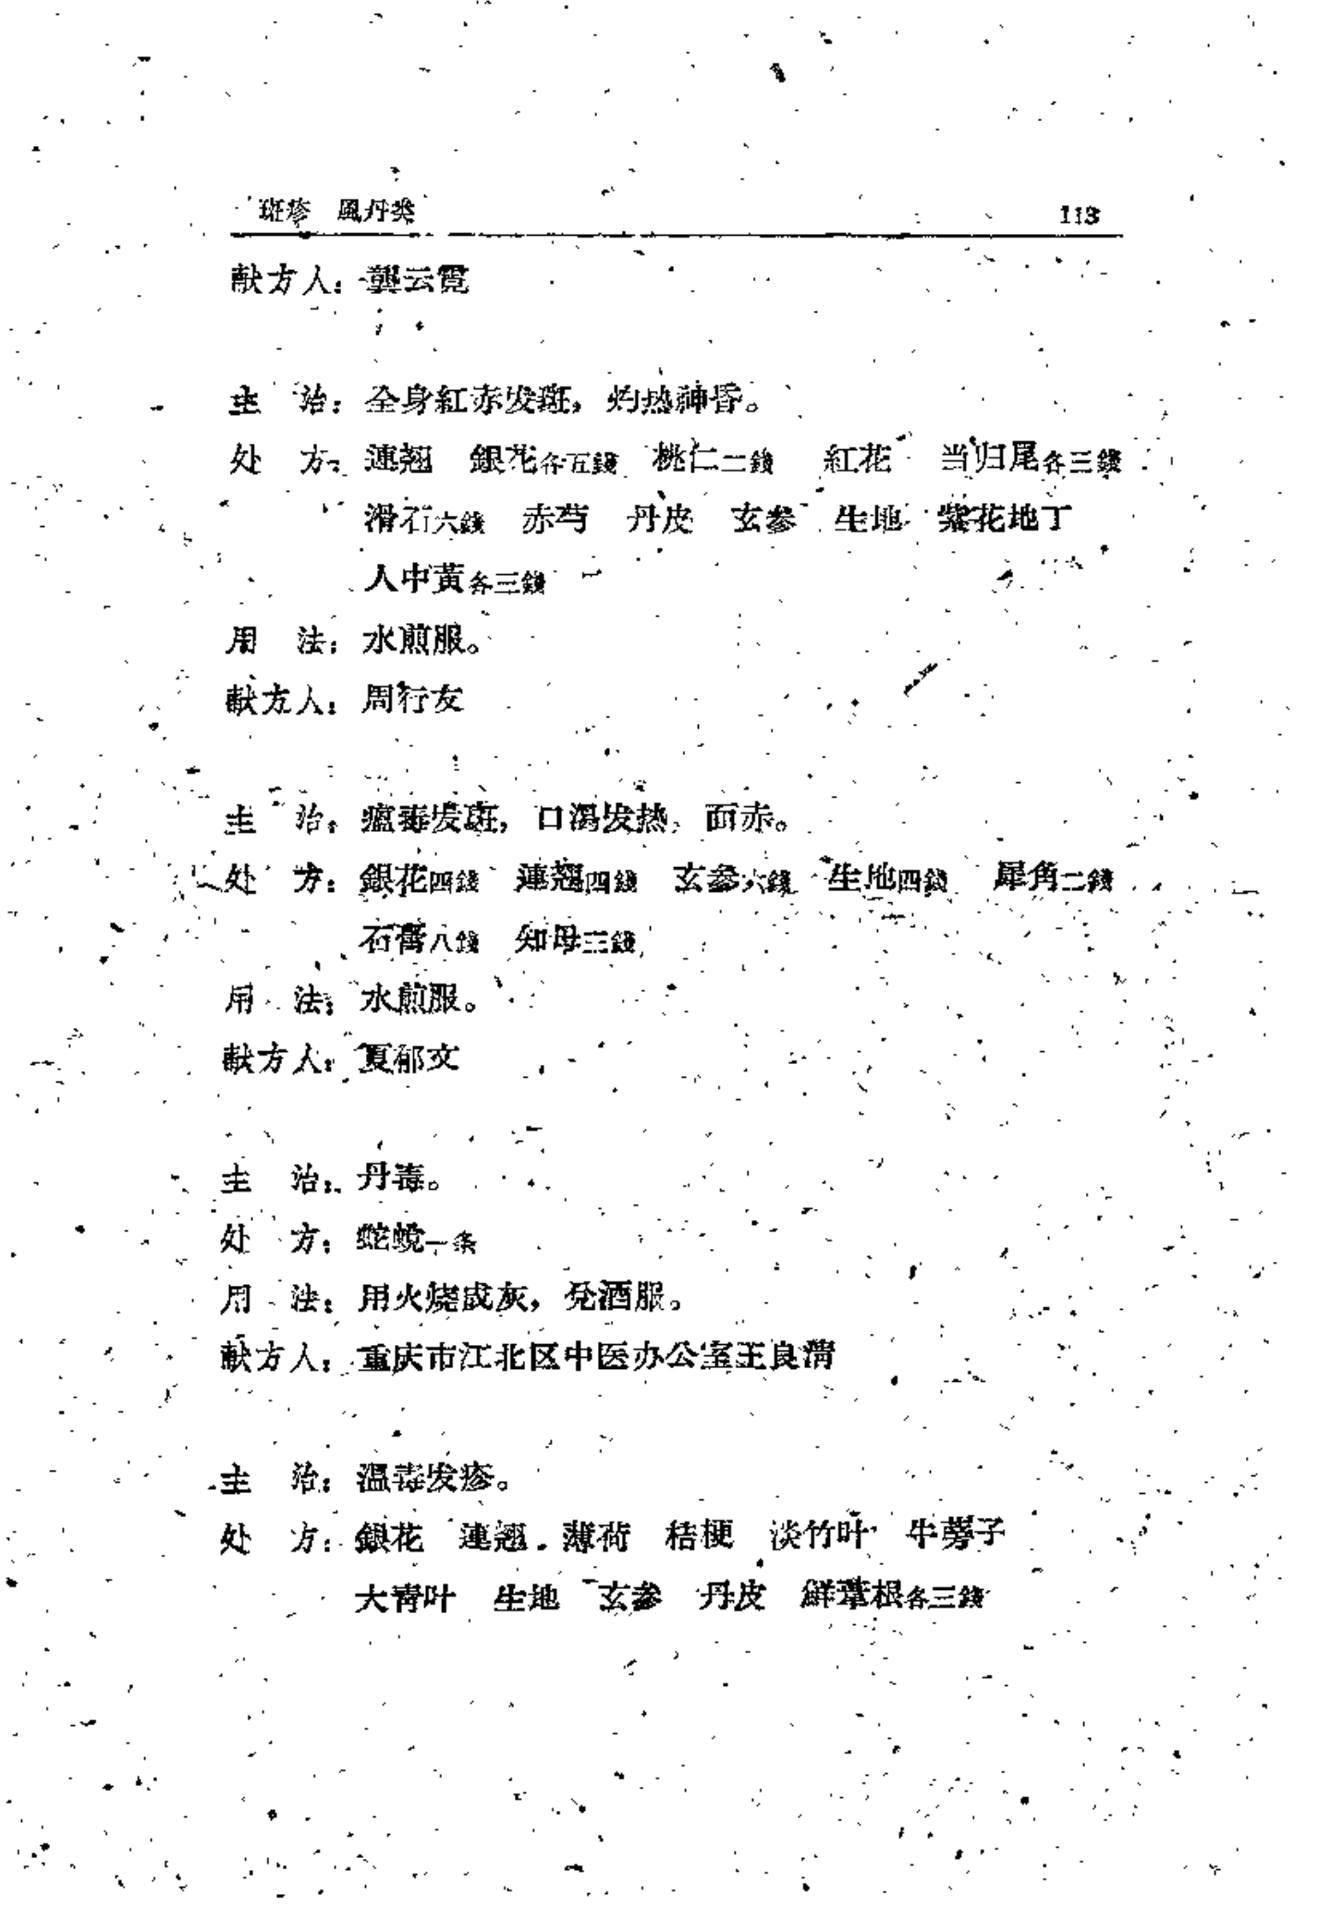 斑疹　風丹类　113
献方人：龔云霓
主　治：全身紅赤发斑，灼热神昏。
处　方：連翘　銀花各五錢　桃仁二錢　紅花　当归尾各三錢
滑石六錢　赤芍　丹皮　玄参　生地　紫花地丁
人中黃各三錢
用　法：水煎服。
献方人：周行友
主　治：瘟毒发斑，口渴发热，面赤。
处　方：銀花四錢　連翘四錢　玄参六錢　生地四錢　犀角二錢
石膏八錢　知母三錢
用　法：水煎服。
献方人：夏郁文
主　治：丹毒。
处　方：蛇蛻一条
用　法：用火烧成灰，兌酒服。
献方人：重庆市江北区中医办公室王良清
主　治：温毒发疹。
处　方：銀花　連翘　薄荷　桔梗　淡竹叶　牛蒡子
大青叶　生地　玄参　丹皮　鮮葦根各三錢